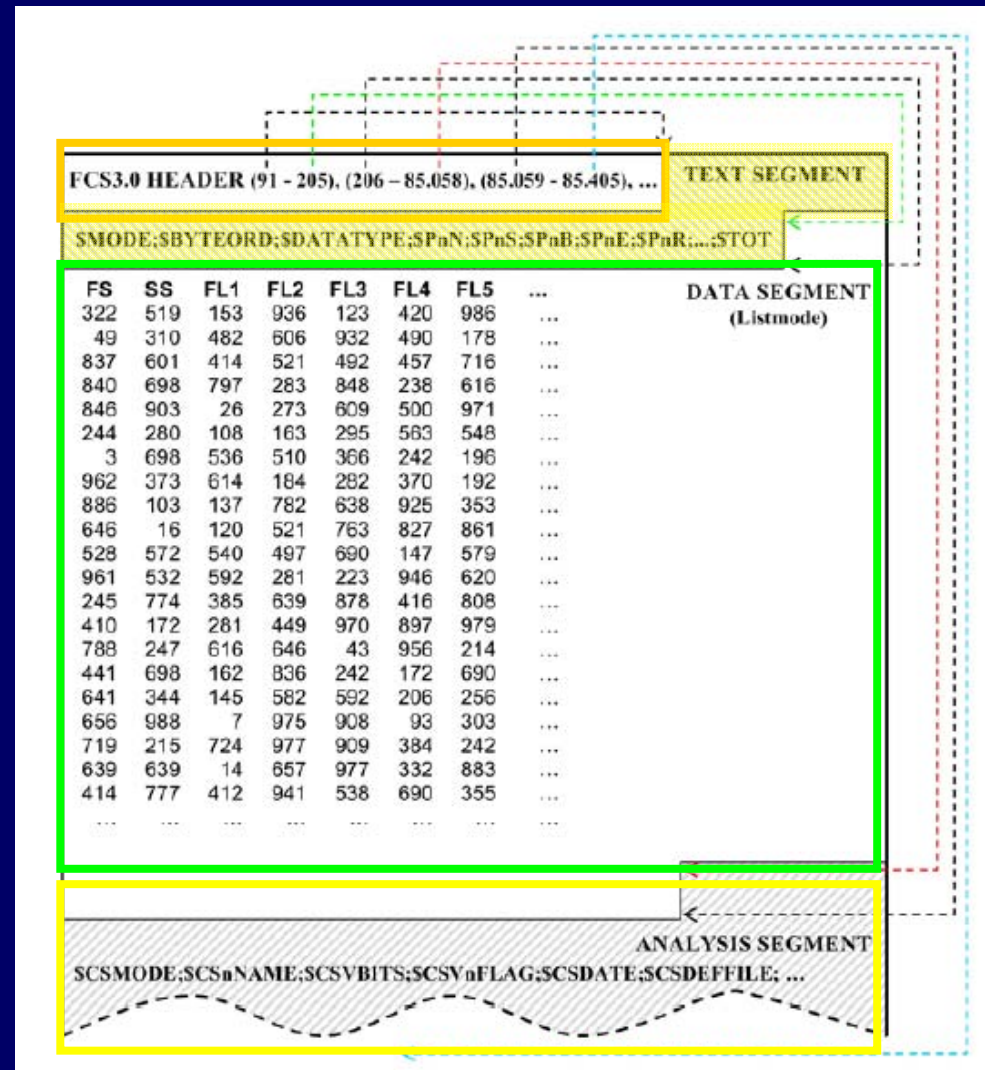 FCS3.0 HEADER (91 - 205), (206 – 85.058), (85.059 - 85.405), ...
TEXT SEGMENT
$MODE;$BYTEORD;$DATATYPE;$PnN;$PnS;$PnB;$PnE;$PnR;...;$TOT
FS SS FL1 FL2 FL3 FL4 FL5 ... DATA SEGMENT
322 519 153 936 123 420 986 ... (Listmode)
49 310 482 606 932 490 178 ...
837 601 414 521 492 457 716 ...
840 698 797 283 848 238 616 ...
846 903 26 273 609 500 971 ...
244 280 108 163 295 563 548 ...
3 698 536 510 366 242 196 ...
962 373 614 184 282 370 192 ...
886 103 137 782 638 925 353 ...
646 16 120 521 763 827 861 ...
528 572 540 497 690 147 579 ...
961 532 592 281 223 946 620 ...
245 774 385 639 878 416 808 ...
410 172 281 449 970 897 979 ...
788 247 616 646 43 956 214 ...
441 698 162 836 242 172 690 ...
641 344 145 582 592 206 256 ...
656 988 7 975 908 93 303 ...
719 215 724 977 909 384 242 ...
639 639 14 657 977 332 883 ...
414 777 412 941 538 690 355 ...
... ... ... ... ... ... ... ...
ANALYSIS SEGMENT
$CSMODE;$CSnNAME;$CSVBITS;$CSVnFLAG;$CSDATE;$CSDEFFILE; ...